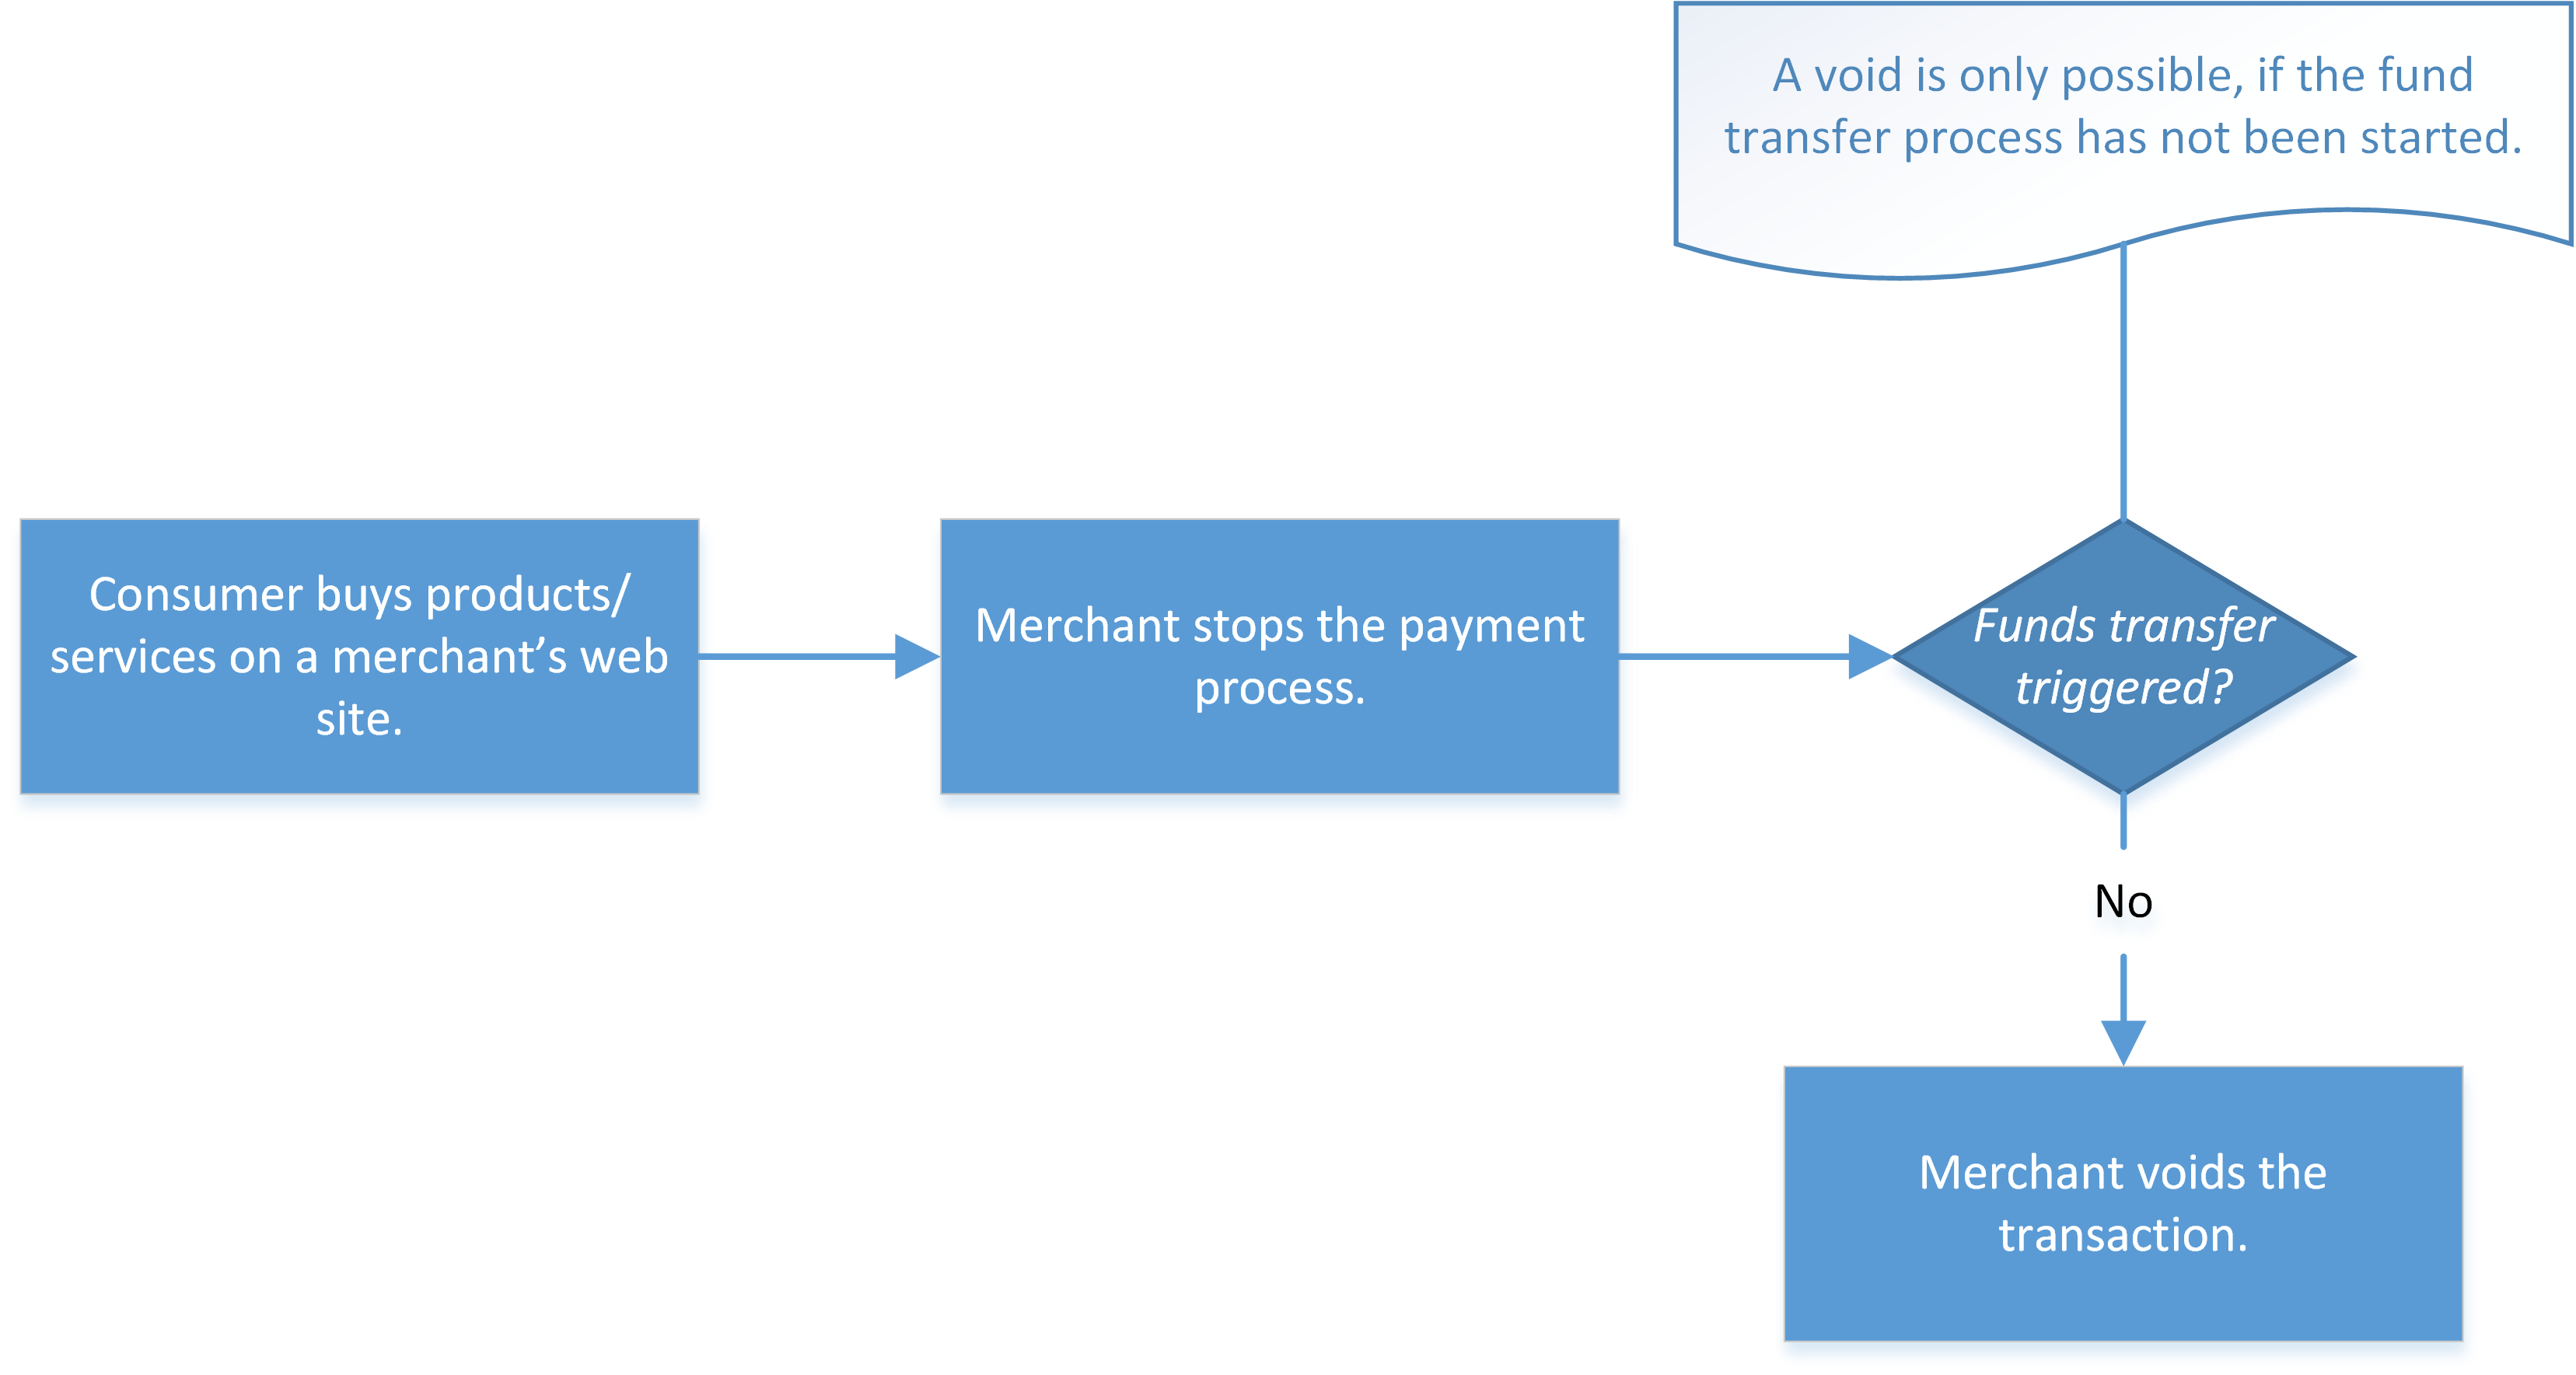 A void is only possible, if the fund
transfer process has not been started.
Consumer buys products/
services on a merchant’s web
site.
Merchant stops the payment
process.
Funds transfer
triggered?
No
Merchant voids the
transaction.